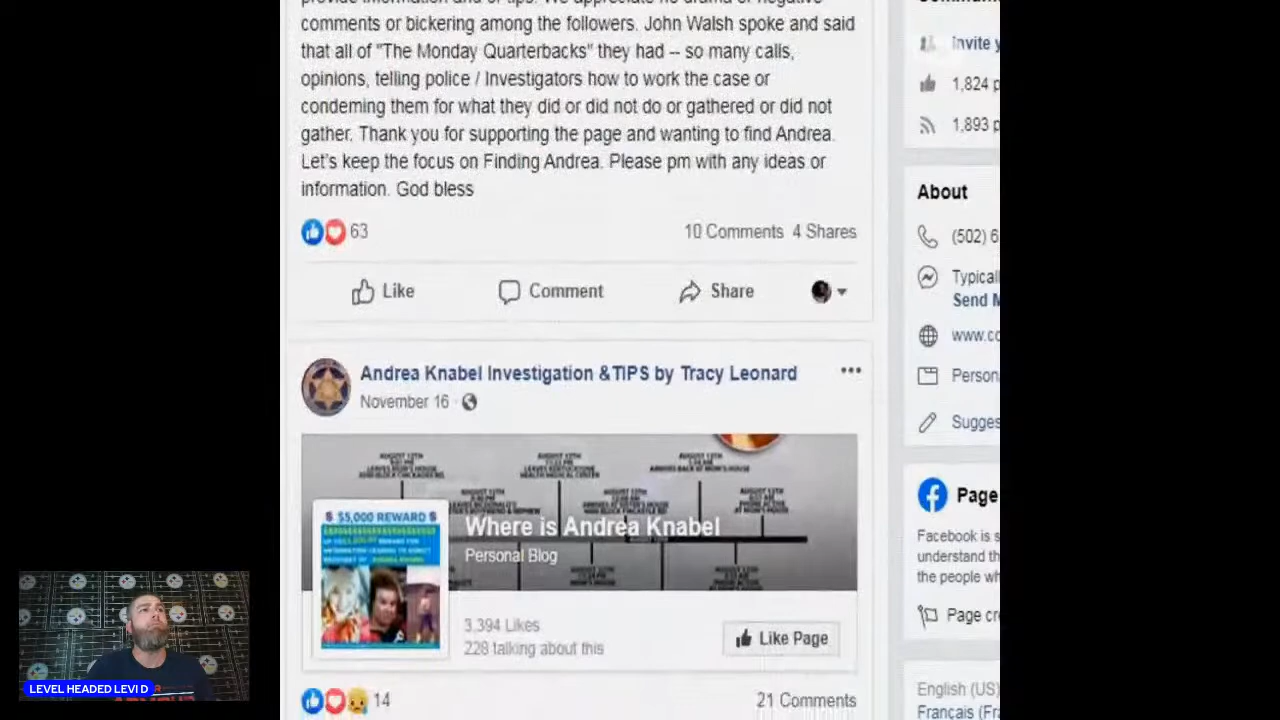 comments or bickering among the followers. John Walsh spoke and said
that all of "The Monday Quarterbacks" they had -- so many calls,
opinions, telling police / Investigators how to work the case or
condeming them for what they did or did not do or gathered or did not
gather. Thank you for supporting the page and wanting to find Andrea.
Let's keep the focus on Finding Andrea. Please pm with any ideas or
information. God bless
63
10 Comments 4 Shares
Like
Comment
Share
Andrea Knabel Investigation &TIPS by Tracy Leonard
November 16
$5,000 REWARD
Where is Andrea Knabel
Personal Blog
3,394 Likes
228 talking about this
Like Page
14
21 Comments
Invite y
1,824 p
1,893 p
About
(502) 6
Typical
Send M
www.co
Person
Sugges
Page
Facebook is s
understand th
the people wh
Page cre
English (US)
Français (Fra
LEVEL HEADED LEVI D